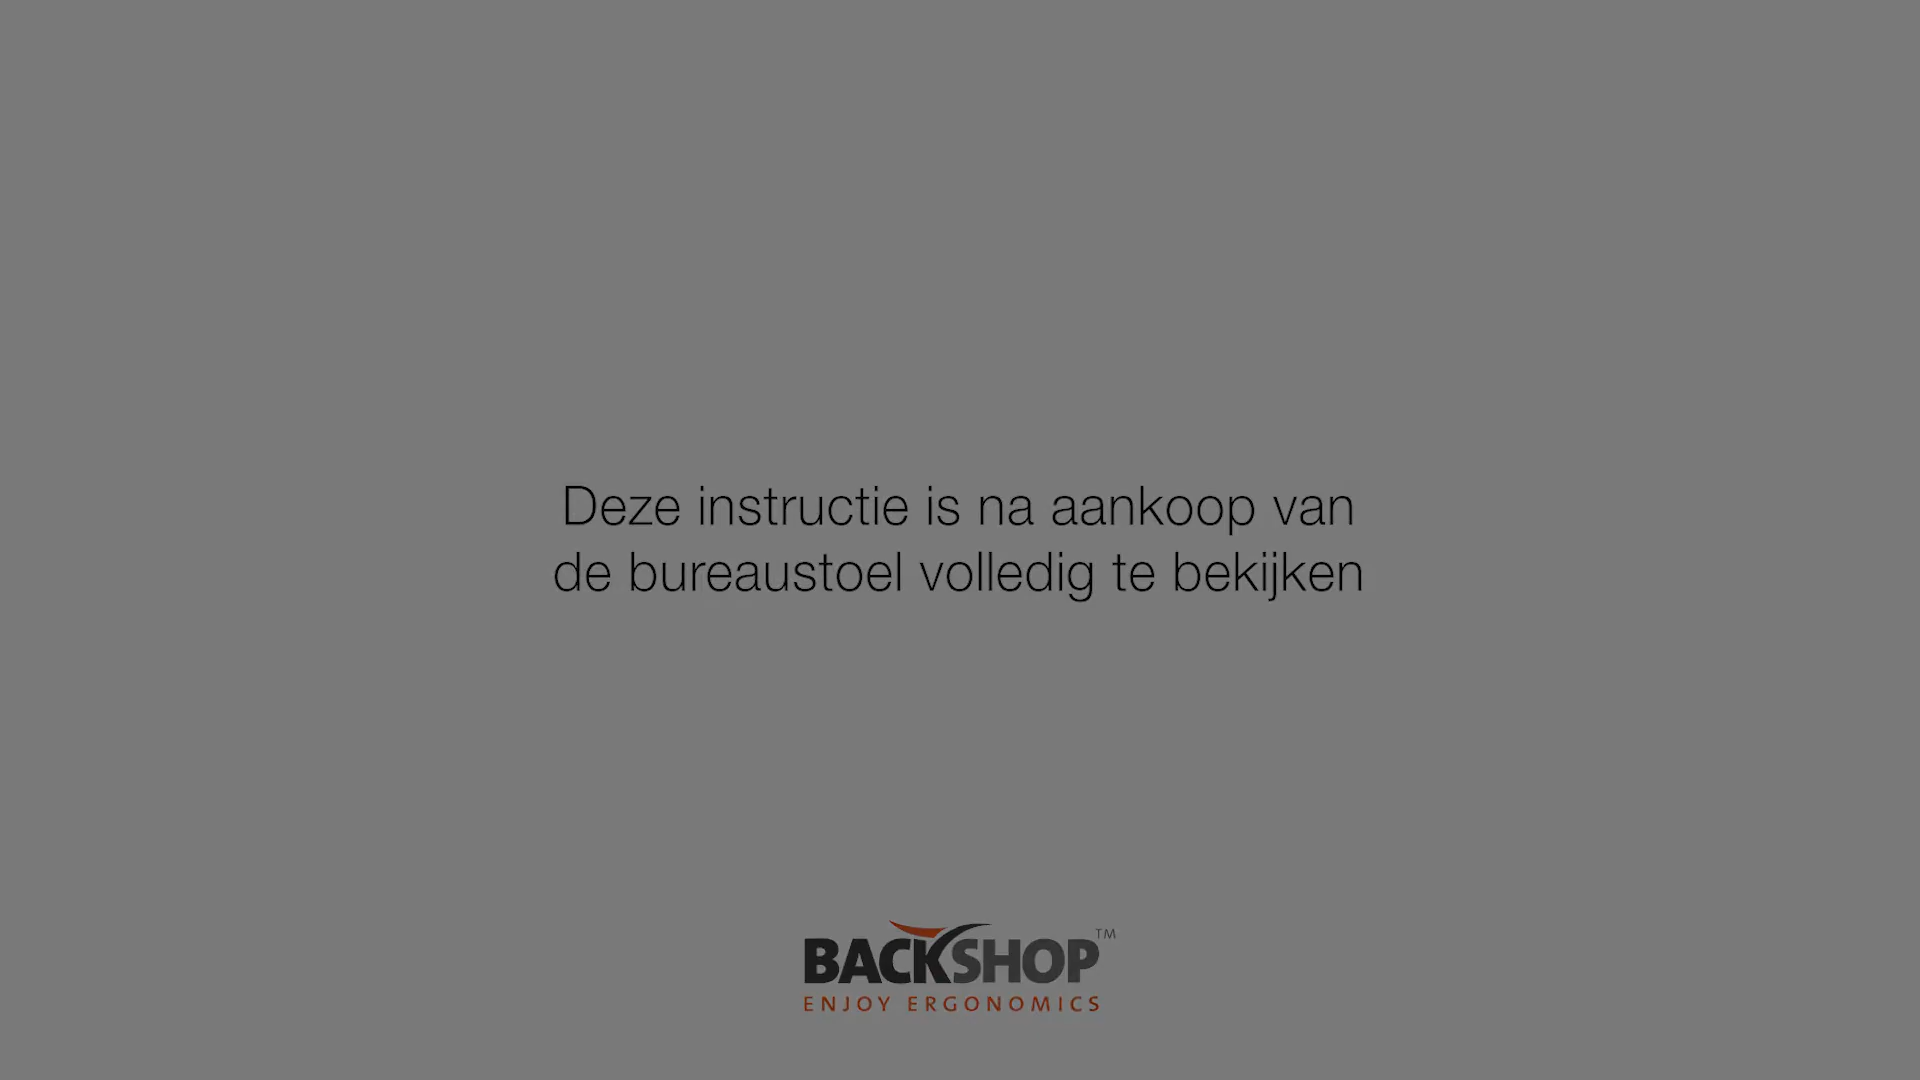 Deze instructie is na aankoop van
de bureaustoel volledig te bekijken
BACKSHOP™
ENJOY ERGONOMICS